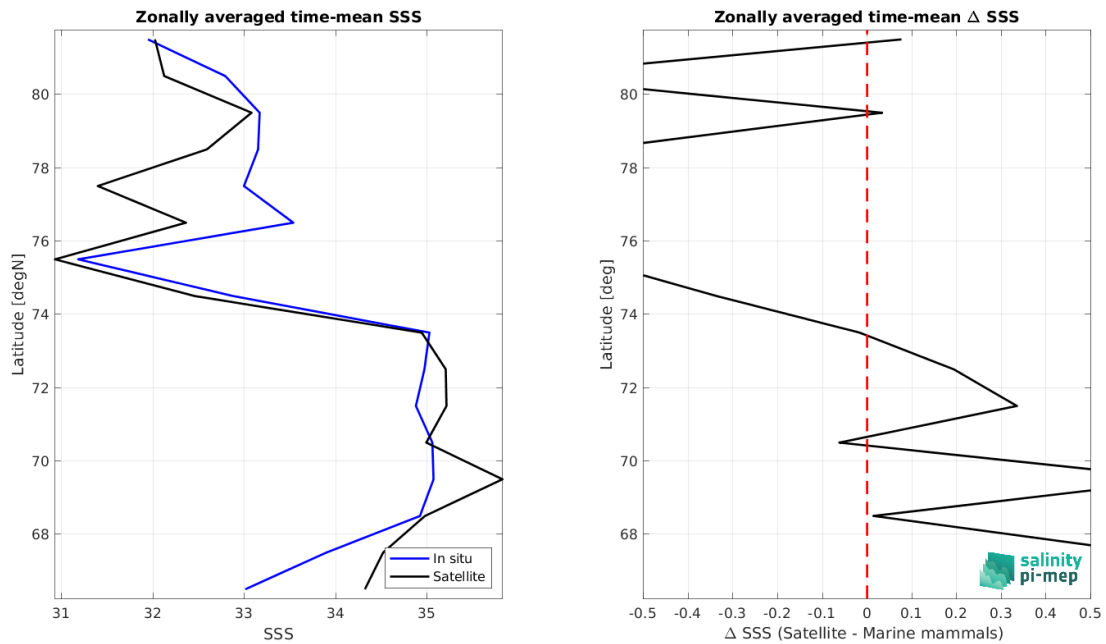 Zonally averaged time-mean SSS
80
78
76
74
72
70
68
Latitude [degN]
31 32 33 34 35
SSS
In situ
Satellite
Zonally averaged time-mean Δ SSS
80
78
76
74
72
70
68
Latitude [deg]
-0.5 -0.4 -0.3 -0.2 -0.1 0 0.1 0.2 0.3 0.4 0.5
Δ SSS (Satellite - Marine mammals)
salinity
pi-mep